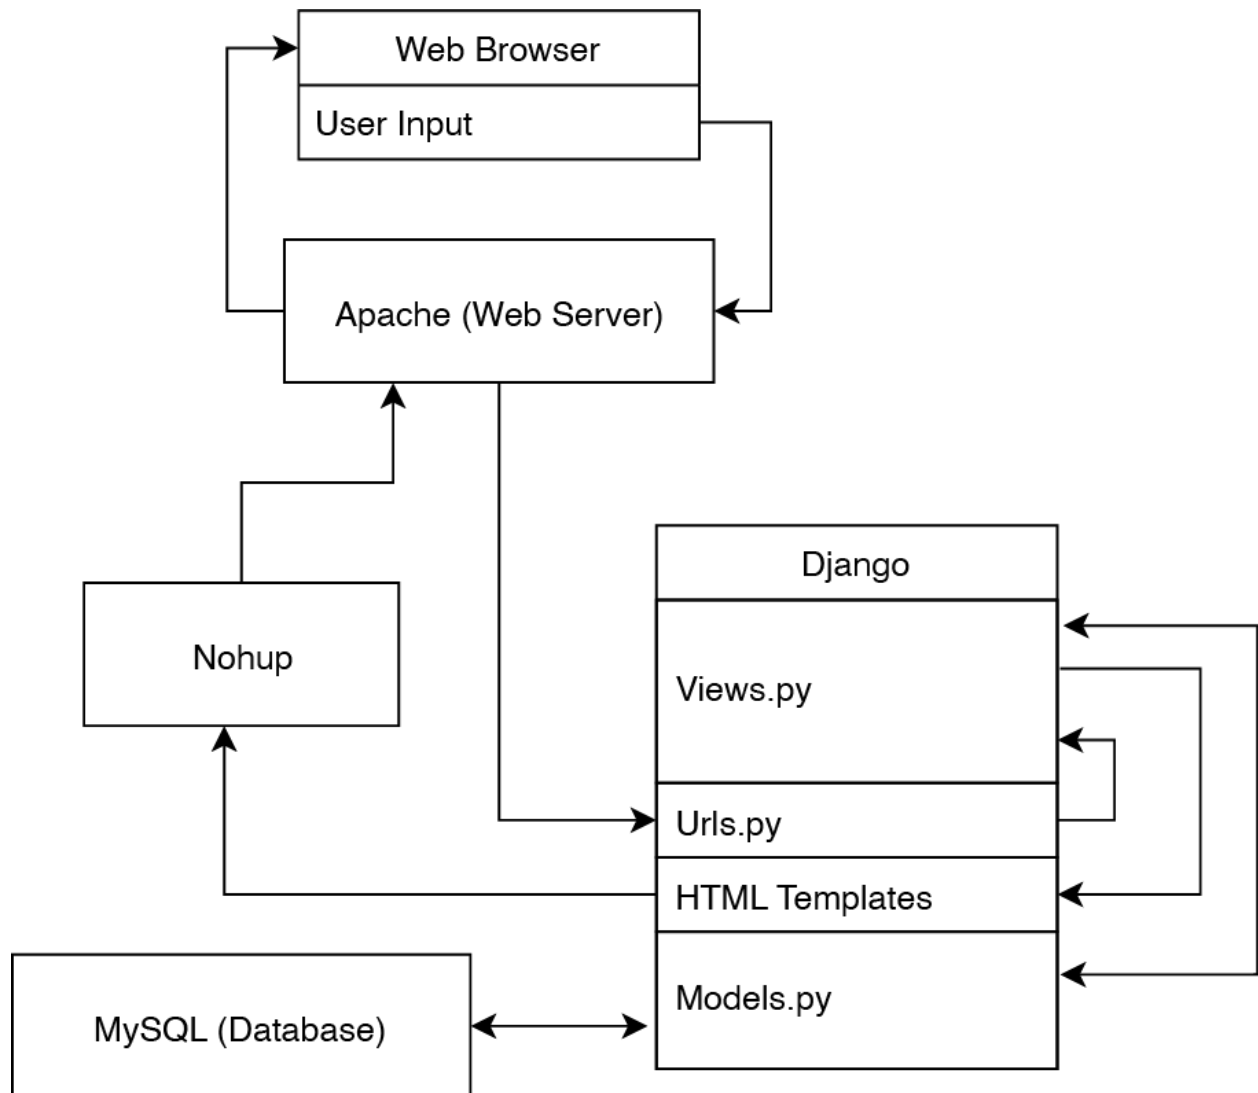 Web Browser
User Input
Apache (Web Server)
Django
Nohup
Views.py
Urls.py
HTML Templates
Models.py
MySQL (Database)